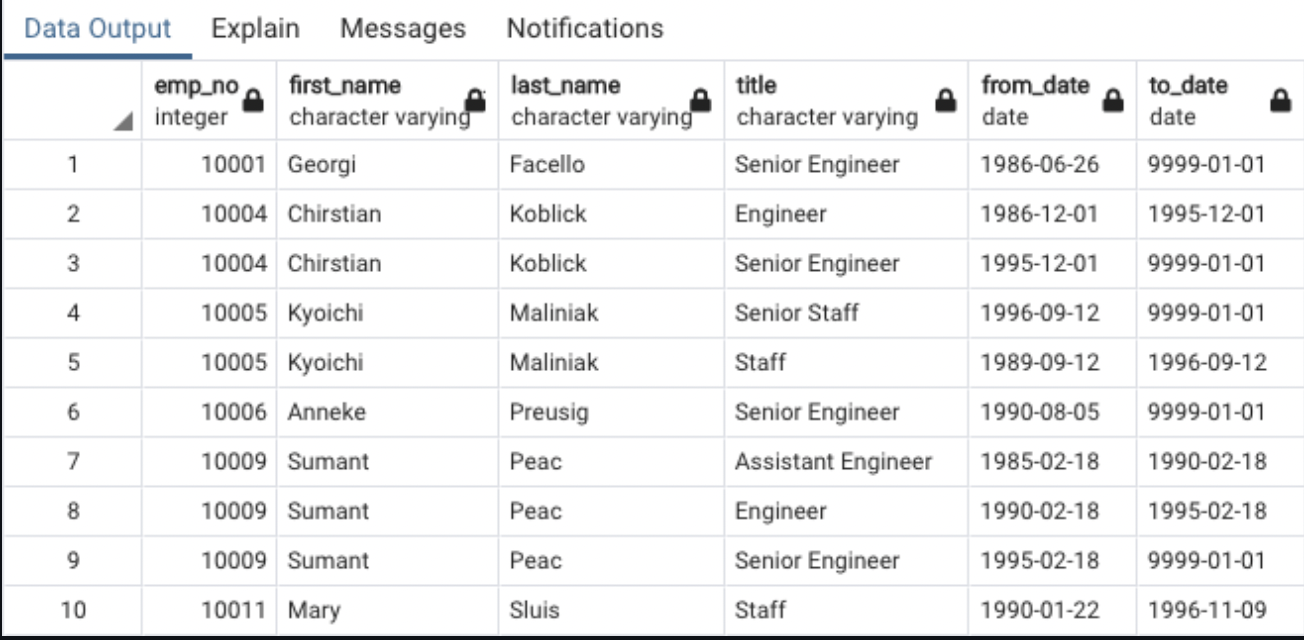 Data Output Explain Messages Notifications
emp_no first_name last_name title from_date to_date
integer character varying character varying character varying date date
1 10001 Georgi Facello Senior Engineer 1986-06-26 9999-01-01
2 10004 Chirstian Koblick Engineer 1986-12-01 1995-12-01
3 10004 Chirstian Koblick Senior Engineer 1995-12-01 9999-01-01
4 10005 Kyoichi Maliniak Senior Staff 1996-09-12 9999-01-01
5 10005 Kyoichi Maliniak Staff 1989-09-12 1996-09-12
6 10006 Anneke Preusig Senior Engineer 1990-08-05 9999-01-01
7 10009 Sumant Peac Assistant Engineer 1985-02-18 1990-02-18
8 10009 Sumant Peac Engineer 1990-02-18 1995-02-18
9 10009 Sumant Peac Senior Engineer 1995-02-18 9999-01-01
10 10011 Mary Sluis Staff 1990-01-22 1996-11-09